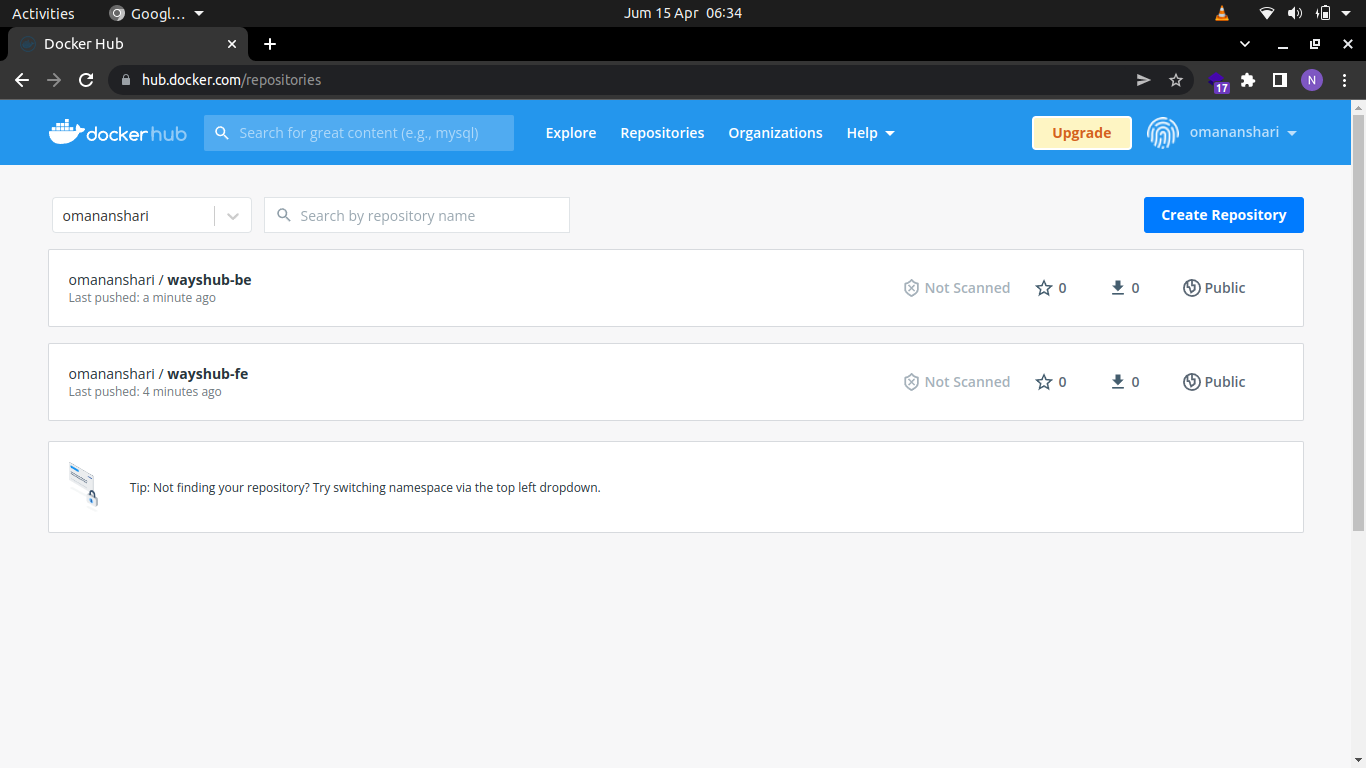 Activities Googl… Jum 15 Apr 06:34
Docker Hub
hub.docker.com/repositories
17 N
dockerhub Search for great content (e.g., mysql) Explore Repositories Organizations Help Upgrade omananshari
omananshari Search by repository name Create Repository
omananshari / wayshub-be
Last pushed: a minute ago
Not Scanned 0 0 Public
omananshari / wayshub-fe
Last pushed: 4 minutes ago
Not Scanned 0 0 Public
Tip: Not finding your repository? Try switching namespace via the top left dropdown.